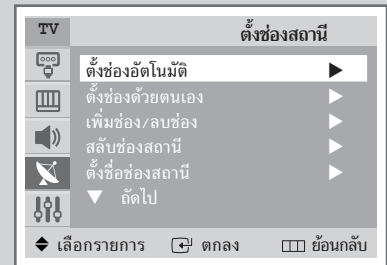 TV ตั้งช่องสถานี
ตั้งช่องอัตโนมัติ ▶
ตั้งช่องด้วยตนเอง ▶
เพิ่มช่อง/ลบช่อง ▶
สลับช่องสถานี ▶
ตั้งชื่อช่องสถานี ▶
▼ ถัดไป
เลือกรายการ ตกลง ย้อนกลับ